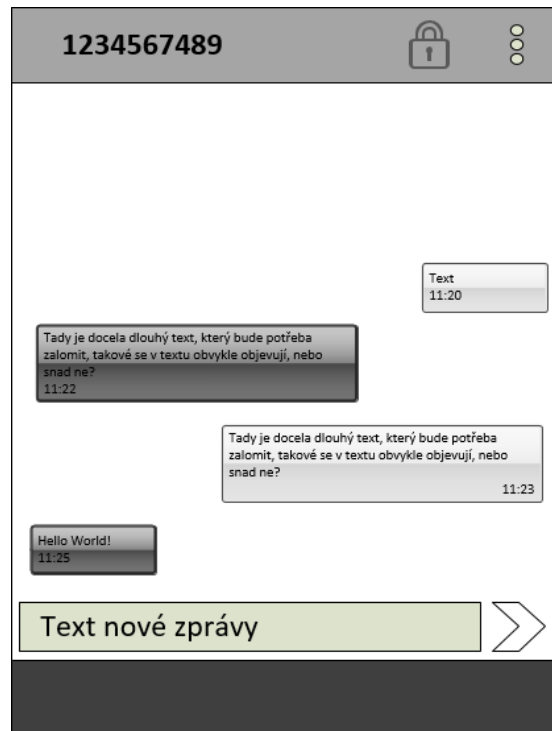 1234567489
Text
11:20
Tady je docela dlouhý text, který bude potřeba
zalomit, takové se v textu obvykle objevují, nebo
snad ne?
11:22
Tady je docela dlouhý text, který bude potřeba
zalomit, takové se v textu obvykle objevují, nebo
snad ne?
11:23
Hello World!
11:25
Text nové zprávy